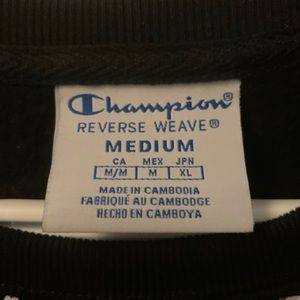 Champion®
REVERSE WEAVE®
MEDIUM
CA MEX JPN
M/M M XL
MADE IN CAMBODIA
FABRIQUÉ AU CAMBODGE
HECHO EN CAMBOYA